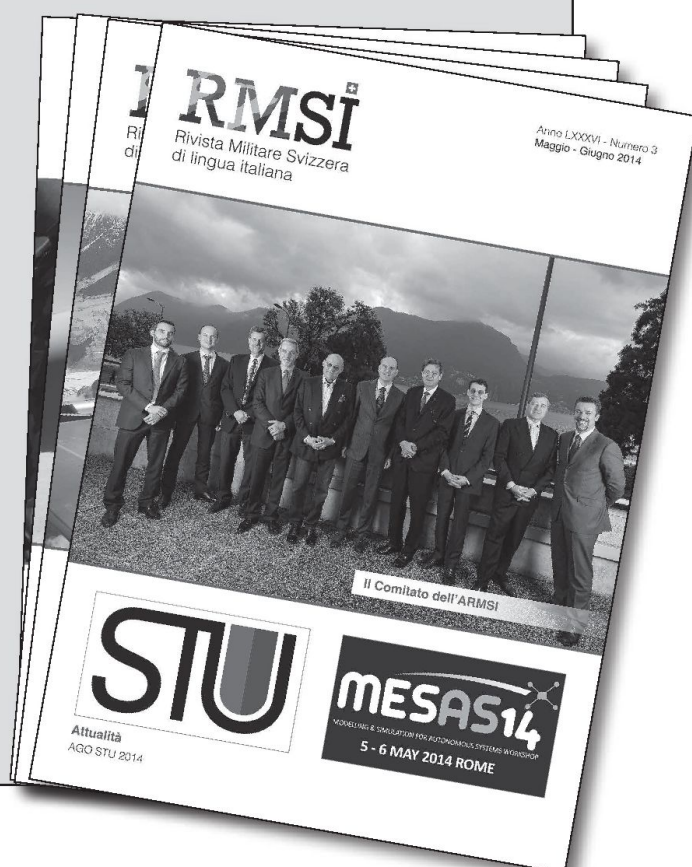 RMSI
Rivista Militare Svizzera
di lingua italiana
Anno LXXXVI - Numero 3
Maggio - Giugno 2014
Il Comitato dell'ARMSI
STU
Attualità
AGO STU 2014
MESAS14
MODELLING & SIMULATION FOR AUTONOMOUS SYSTEMS WORKSHOP
5 - 6 MAY 2014 ROME